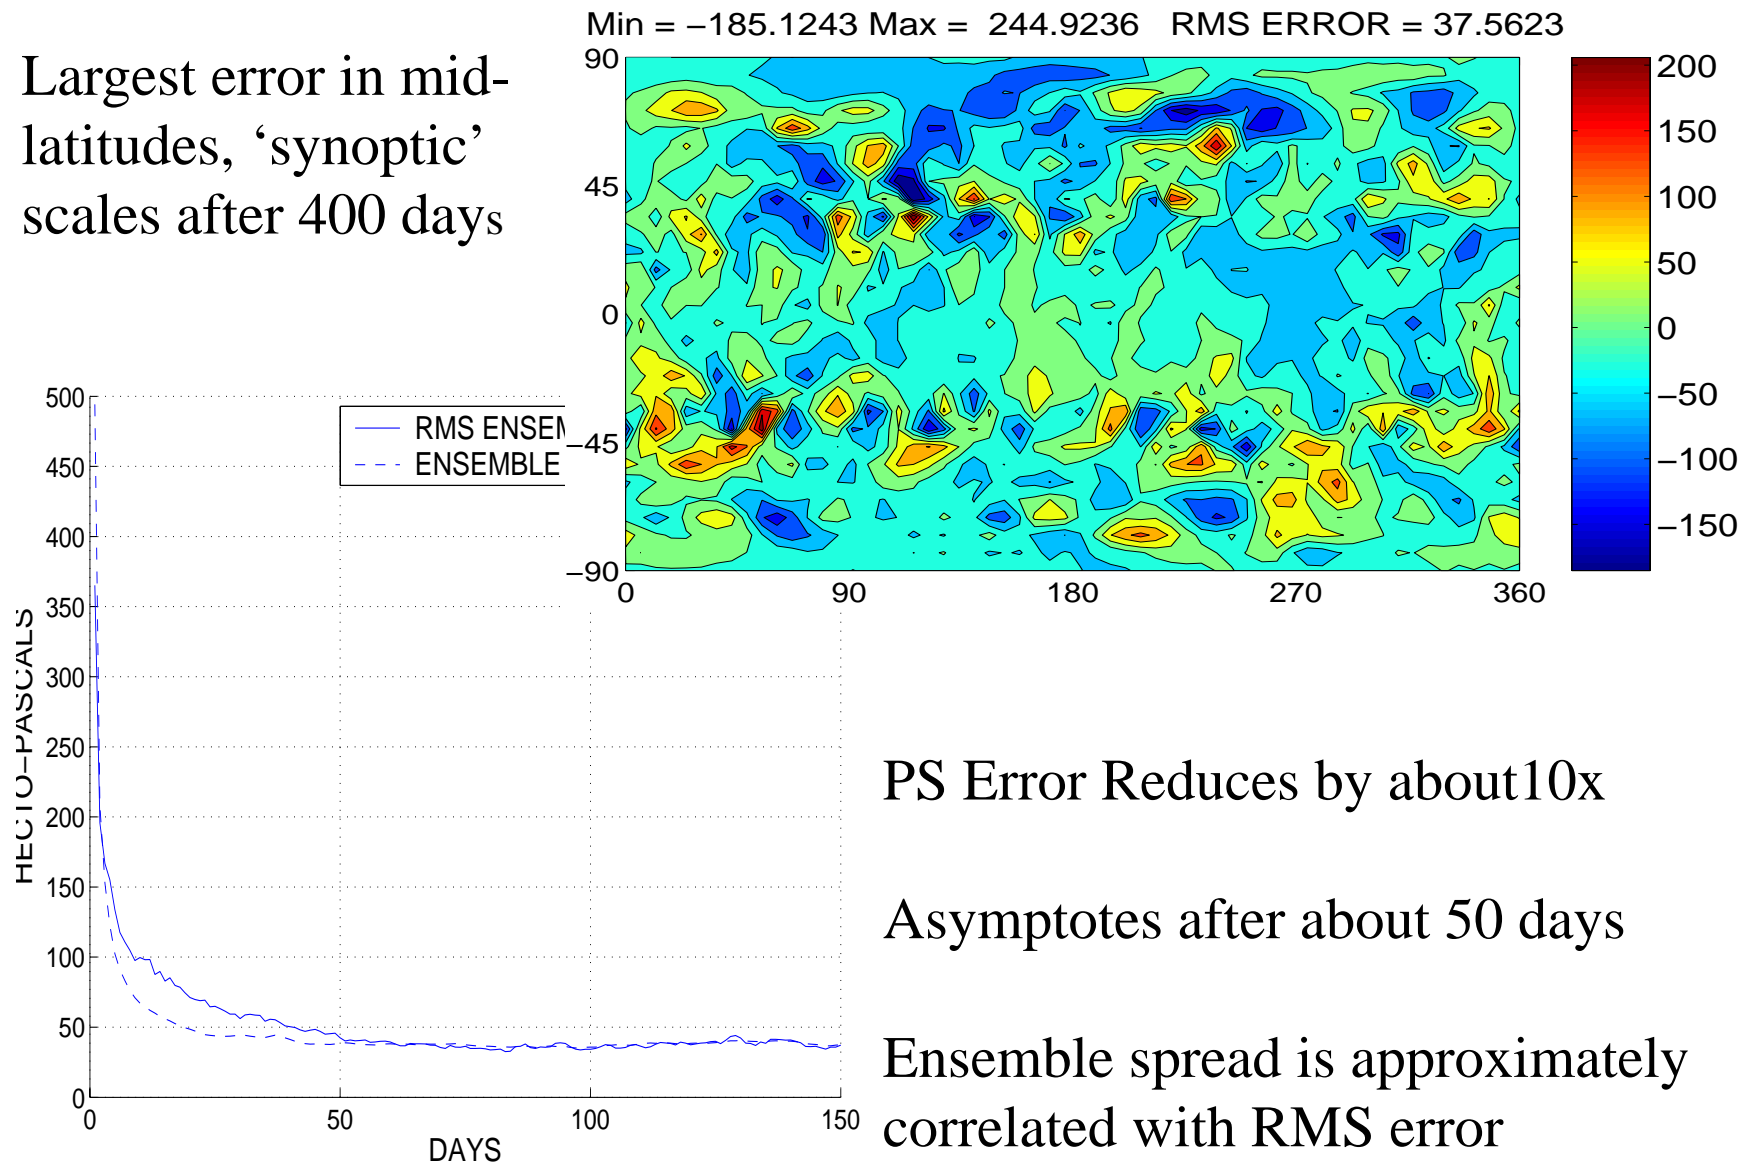 Min = −185.1243 Max = 244.9236 RMS ERROR = 37.5623
Largest error in mid-
latitudes, ‘synoptic’
scales after 400 days
90
45
0
−45
−90
0
90
180
270
360
200
150
100
50
0
−50
−100
−150
500
450
400
350
300
250
200
150
100
50
0
HECTO−PASCALS
RMS
ENSEMBLE
0
50
100
150
DAYS
PS Error Reduces by about10x
Asymptotes after about 50 days
Ensemble spread is approximately
correlated with RMS error